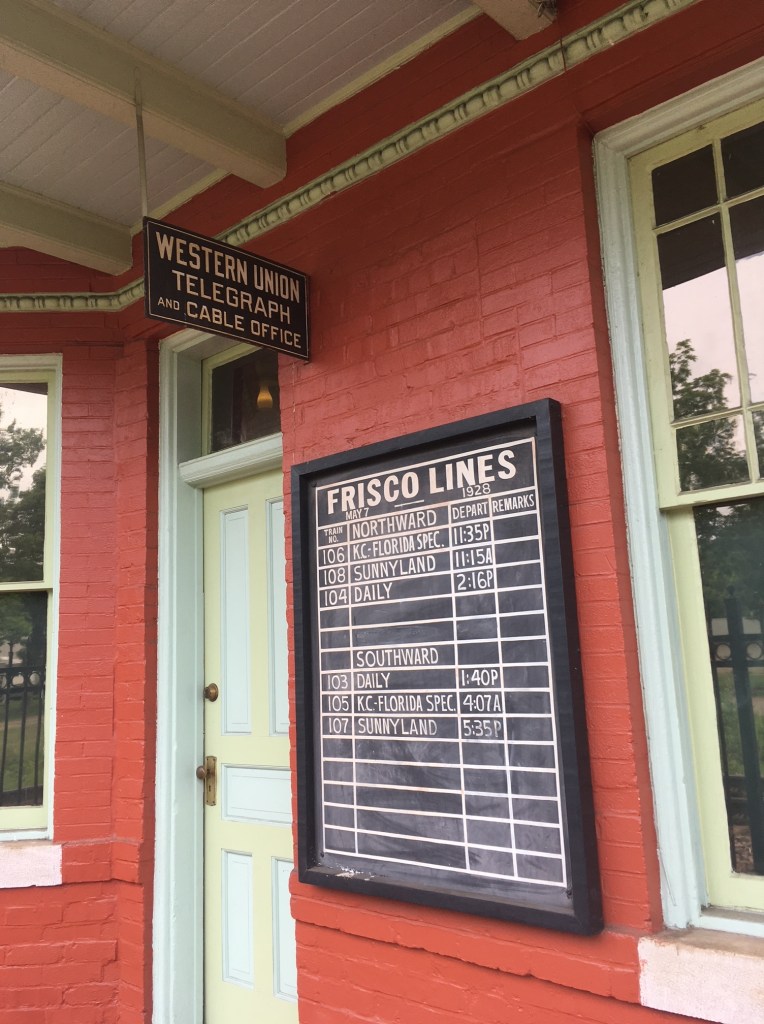 WESTERN UNION
TELEGRAPH
AND CABLE OFFICE
FRISCO LINES
MAY 7 1928
TRAIN NO. NORTHWARD DEPART REMARKS
106 K.C.-FLORIDA SPEC. 11:35P
108 SUNNYLAND 11:15A
104 DAILY 2:16P
SOUTHWARD
103 DAILY 1:40P
105 K.C-FLORIDA SPEC. 4:07A
107 SUNNYLAND 5:35P